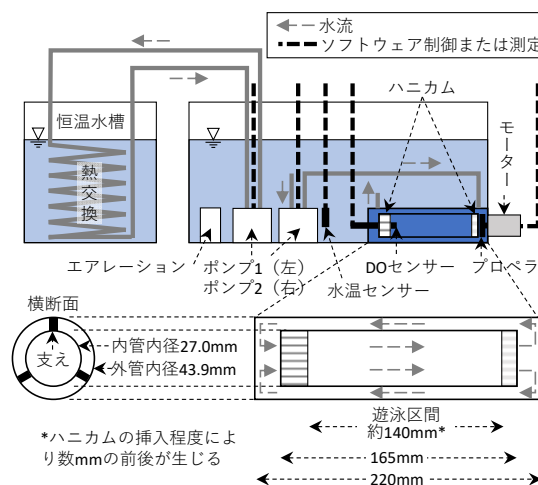 水流
ソフトウェア制御または測定
ハニカム
恒温水槽
熱交換
モーター
エアレーション
ポンプ1（左）
ポンプ2（右）
水温センサー
DOセンサー
プロペラ
横断面
支え
内管内径27.0mm
外管内径43.9mm
遊泳区間
約140mm*
165mm
220mm
*ハニカムの挿入程度によ
り数mmの前後が生じる